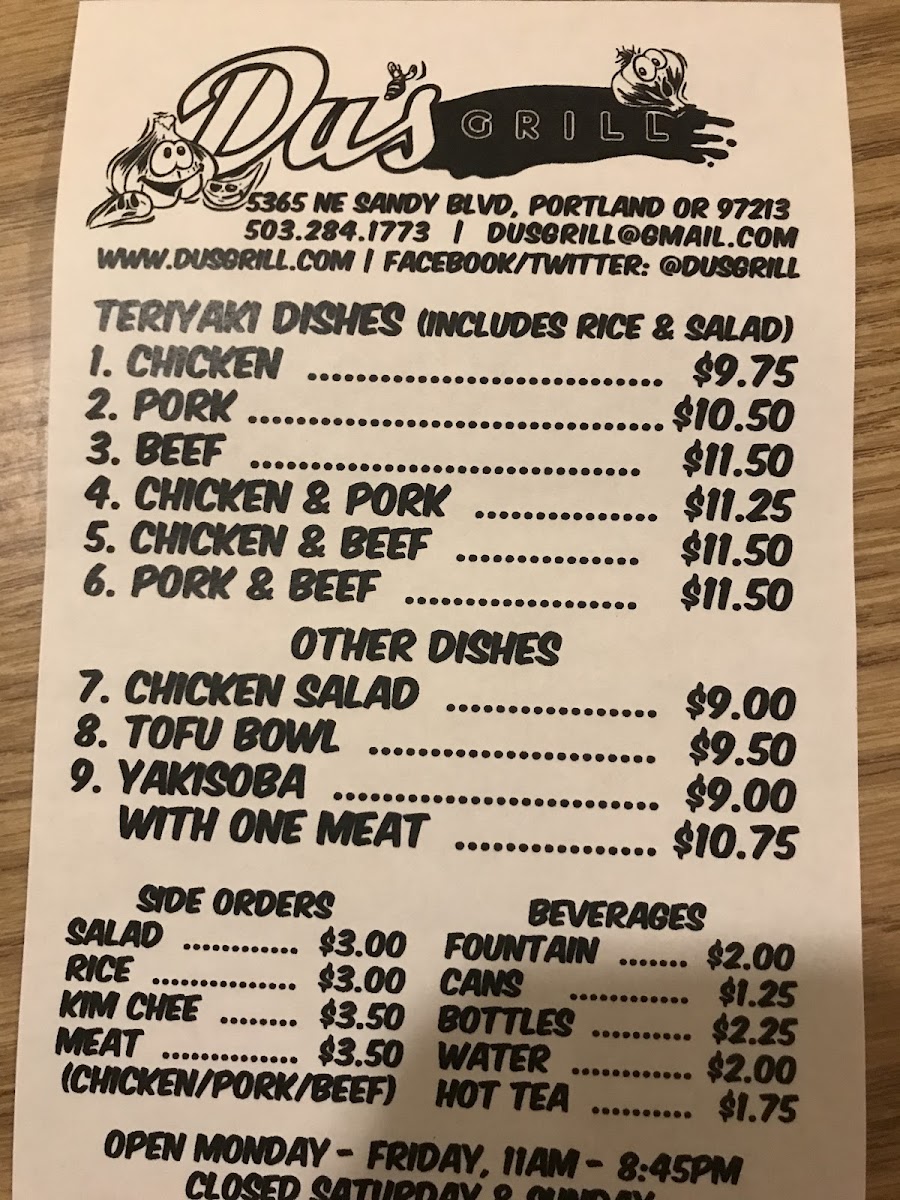 Du's GRILL
5365 NE SANDY BLVD, PORTLAND OR 97213
503.284.1773 | DUSGRILL@GMAIL.COM
WWW.DUSGRILL.COM | FACEBOOK/TWITTER: @DUSGRILL
TERIYAKI DISHES (INCLUDES RICE & SALAD)
1. CHICKEN ................................ $9.75
2. PORK ..................................... $10.50
3. BEEF ................................... $11.50
4. CHICKEN & PORK ................ $11.25
5. CHICKEN & BEEF ................ $11.50
6. PORK & BEEF ..................... $11.50
OTHER DISHES
7. CHICKEN SALAD ................... $9.00
8. TOFU BOWL .......................... $9.50
9. YAKISOBA ............................. $9.00
WITH ONE MEAT .................. $10.75
SIDE ORDERS
SALAD ............ $3.00
RICE ............... $3.00
KIM CHEE ........ $3.50
MEAT .............. $3.50
(CHICKEN/PORK/BEEF)
BEVERAGES
FOUNTAIN ....... $2.00
CANS ............ $1.25
BOTTLES .......... $2.25
WATER ............ $2.00
HOT TEA .......... $1.75
OPEN MONDAY - FRIDAY, 11AM - 8:45PM
CLOSED SATURDAY & SUNDAY